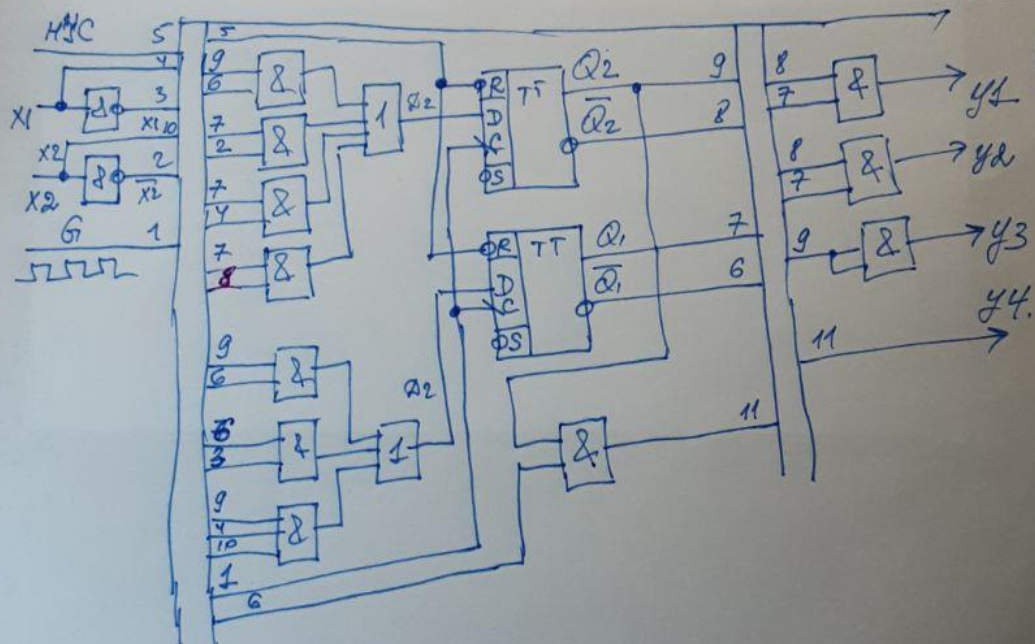 НУС 5
4
X1 & 3
X1 10
X2
X2 & 2
X2
G 1
5
9
6 &
7
2 &
7
14 &
7
8 &
1
D2
R TT
D
C
S
Q2 9
Q2 8
R TT
D
C
S
Q1 7
Q1 6
9
6 &
6
3 &
9
4
10 &
1
D2
1
6
&
11
8
7 & y1
8
7 & y2
9 & y3
11 y4.